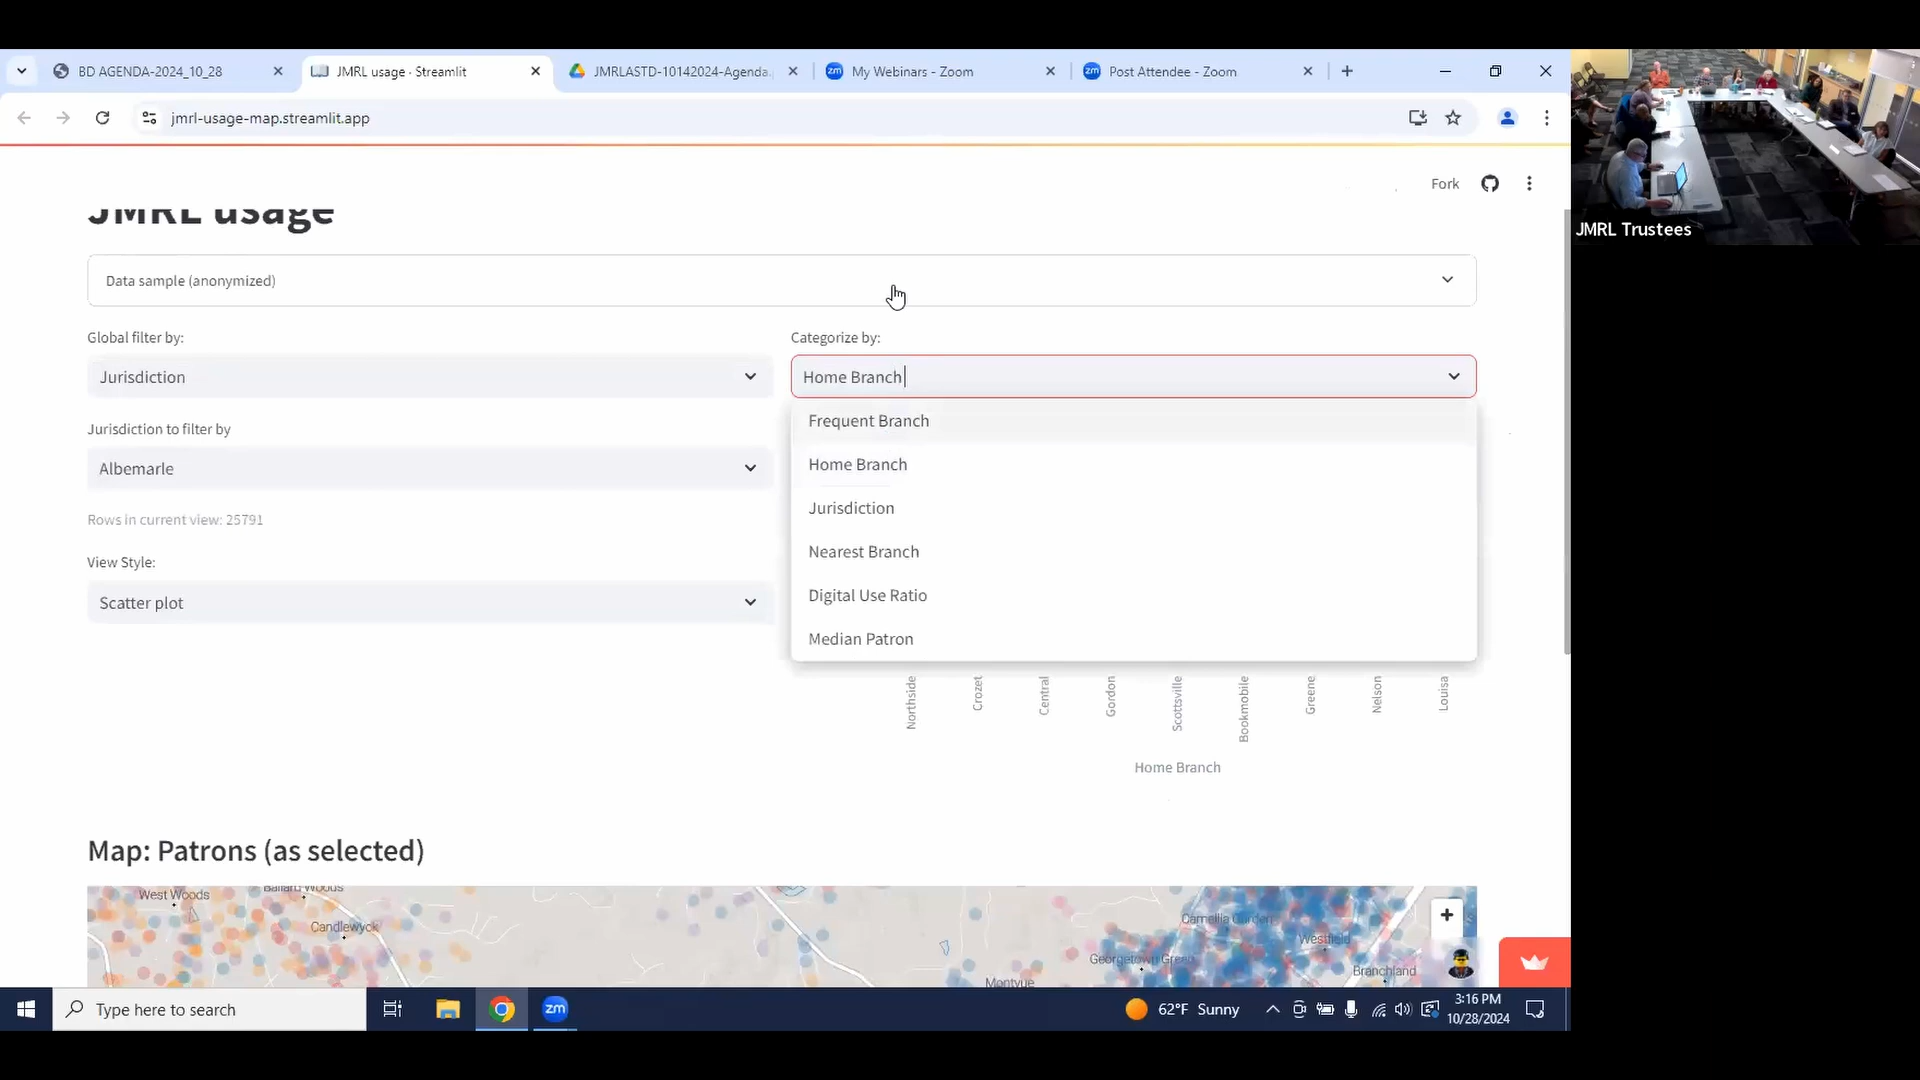 BD AGENDA-2024_10_28
JMRL usage · Streamlit
JMRLASTD-10142024-Agenda.
My Webinars - Zoom
Post Attendee - Zoom
jmrl-usage-map.streamlit.app
Fork
JMRL usage
Data sample (anonymized)
Global filter by:
Jurisdiction
Jurisdiction to filter by
Albemarle
Rows in current view: 25791
View Style:
Scatter plot
Categorize by:
Home Branch
Frequent Branch
Home Branch
Jurisdiction
Nearest Branch
Digital Use Ratio
Median Patron
Northside
Crozet
Central
Gordon
Scottsville
Bookmobile
Greene
Nelson
Louisa
Home Branch
Map: Patrons (as selected)
West Woods
Ballard Woods
Candlewyck
Camellia Garden
Westfield
Georgetown Green
Branchland
Montvue
JMRL Trustees
Type here to search
zm
62°F Sunny
3:16 PM
10/28/2024